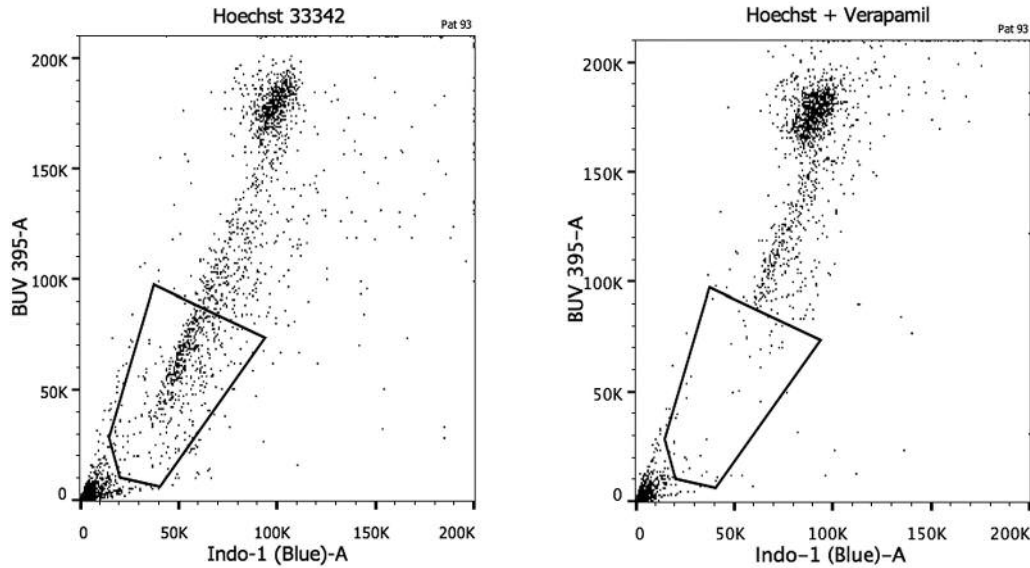 Hoechst 33342
Pat 93
200K
150K
100K
50K
0
BUV 395-A
0
50K
100K
150K
200K
Indo-1 (Blue)-A
Hoechst + Verapamil
Pat 93
200K
150K
100K
50K
0
BUV 395–A
0
50K
100K
150K
200K
Indo–1 (Blue)–A